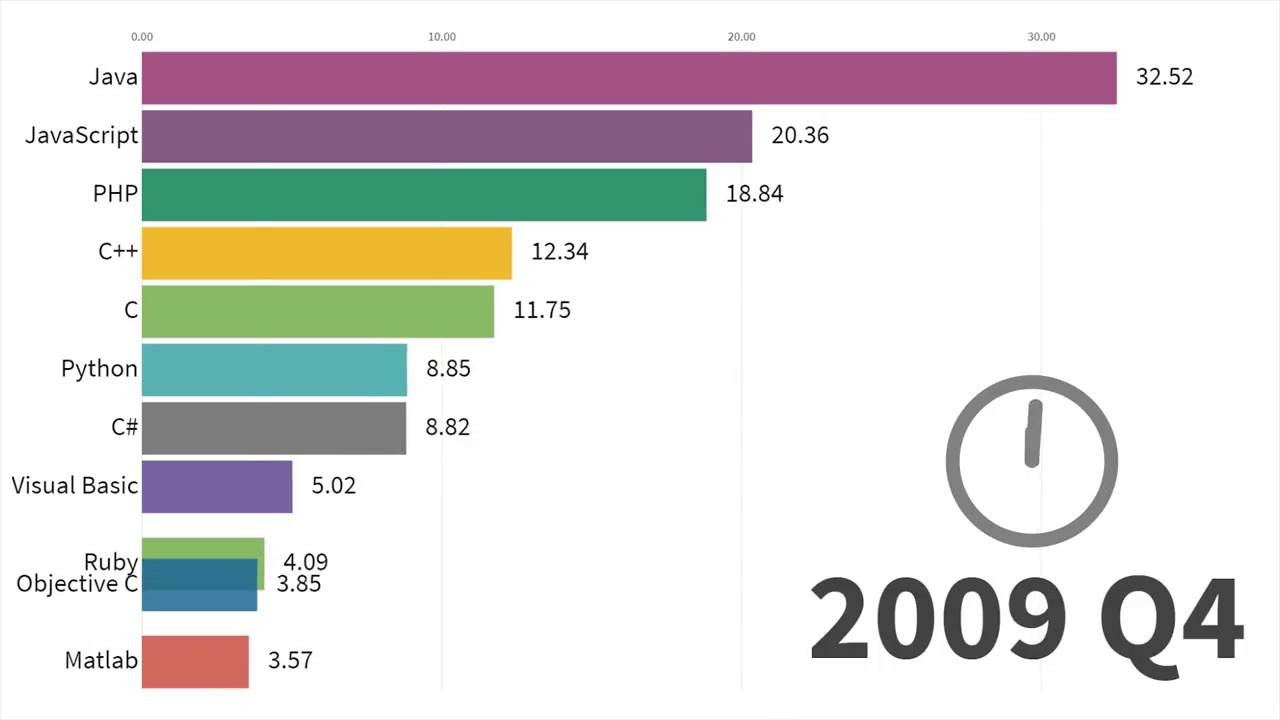 0.00 10.00 20.00 30.00
Java 32.52
JavaScript 20.36
PHP 18.84
C++ 12.34
C 11.75
Python 8.85
C# 8.82
Visual Basic 5.02
Ruby 4.09
Objective C 3.85
Matlab 3.57
2009 Q4